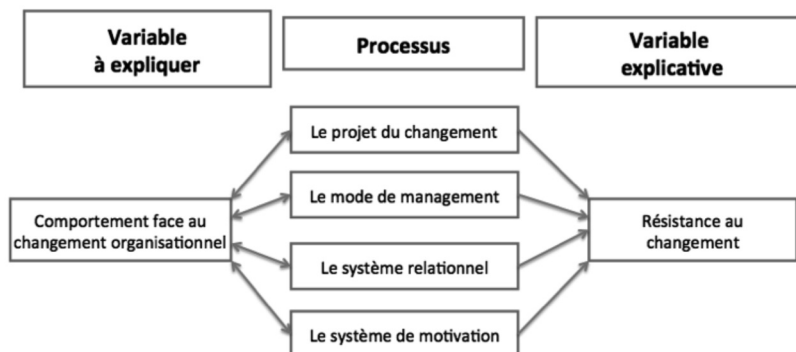 Variable
à expliquer
Processus
Variable
explicative
Le projet du changement
Le mode de management
Comportement face au
changement organisationnel
Résistance au
changement
Le système relationnel
Le système de motivation